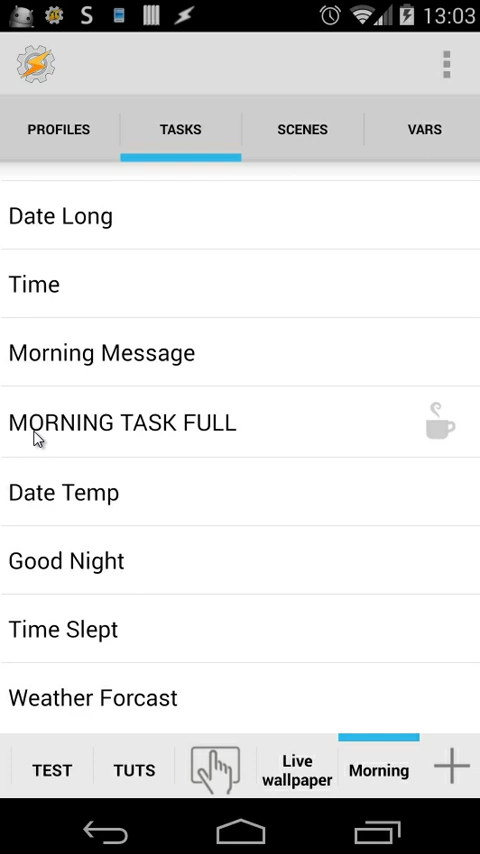 S
13:03
PROFILES
TASKS
SCENES
VARS
Date Long
Time
Morning Message
MORNING TASK FULL
Date Temp
Good Night
Time Slept
Weather Forcast
TEST
TUTS
Live
wallpaper
Morning